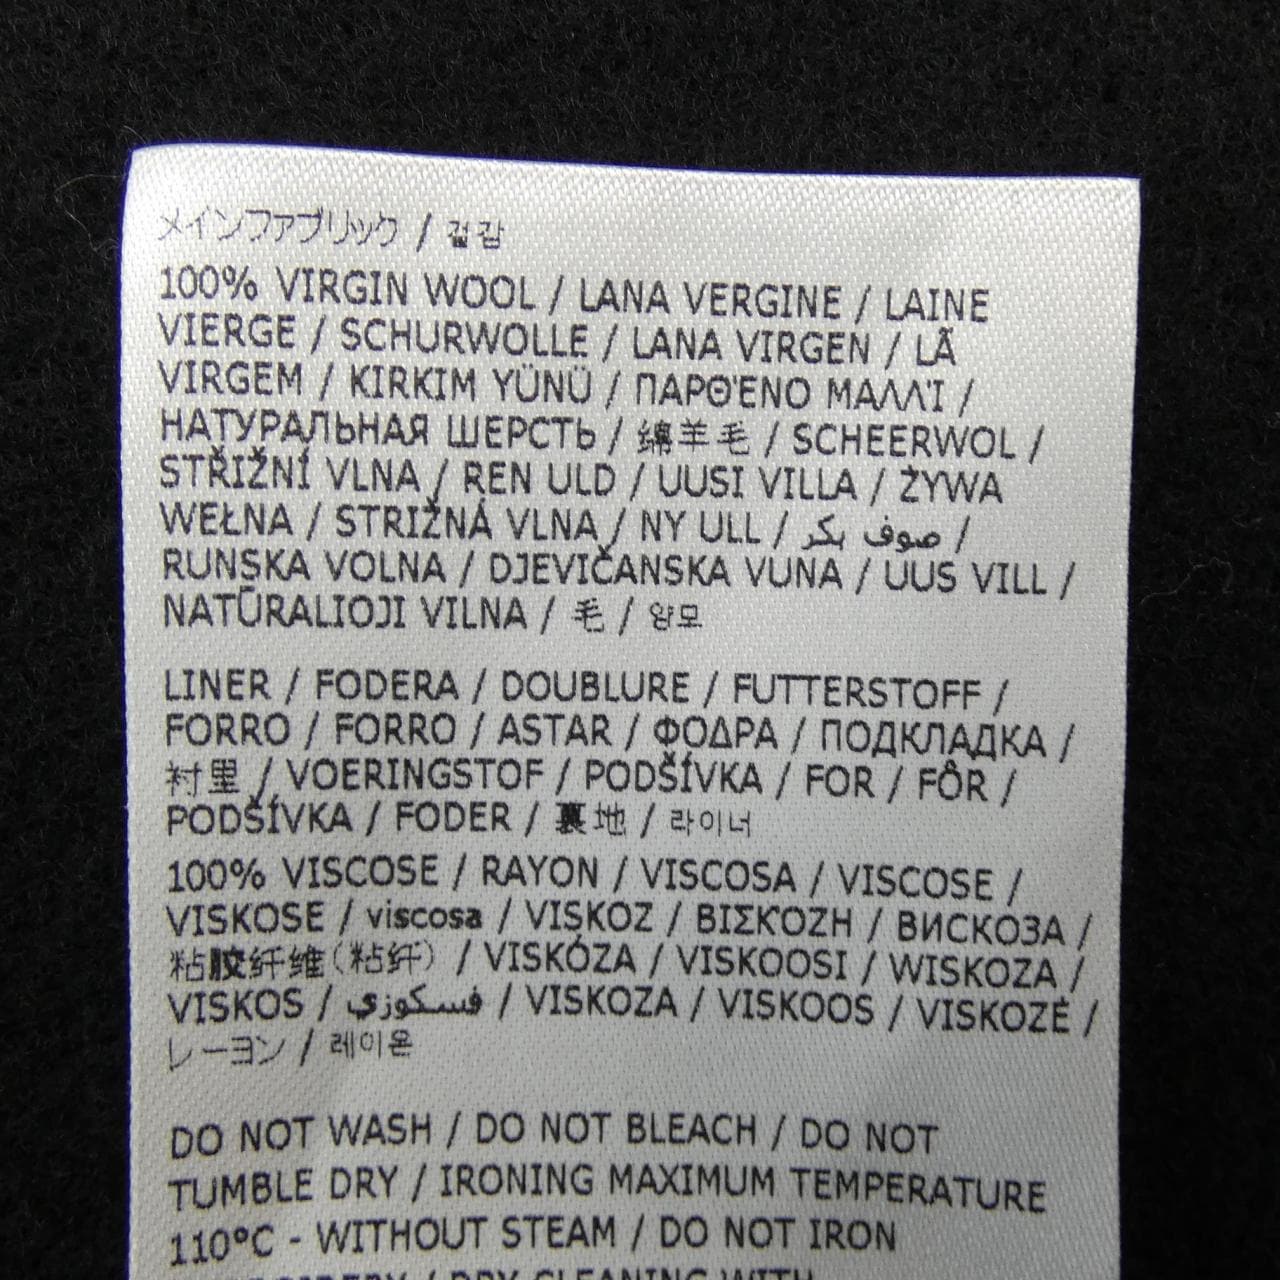 メインファブリック / 겉감
100% VIRGIN WOOL / LANA VERGINE / LAINE
VIERGE / SCHURWOLLE / LANA VIRGEN / LÃ
VIRGEM / KIRKIM YÜNÜ / ΠΑΡΘΈΝΟ ΜΑΛΛΊ /
НАТУРАЛЬНАЯ ШЕРСТЬ / 绵羊毛 / SCHEERWOL /
STŘIŽNÍ VLNA / REN ULD / UUSI VILLA / ŻYWA
WEŁNA / STRIŽNÁ VLNA / NY ULL / صوف بكر /
RUNSKA VOLNA / DJEVIČANSKA VUNA / UUS VILL /
NATŪRALIOJI VILNA / 毛 / 양모
LINER / FODERA / DOUBLURE / FUTTERSTOFF /
FORRO / FORRO / ASTAR / ΦΟΔΡΑ / ПОДКЛАДКА /
衬里 / VOERINGSTOF / PODŠÍVKA / FOR / FÔR /
PODŠÍVKA / FODER / 裏地 / 라이너
100% VISCOSE / RAYON / VISCOSA / VISCOSE /
VISKOSE / viscosa / VISKOZ / ΒΙΣΚΌΖΗ / ВИСКОЗА /
粘胶纤维(粘纤) / VISKÓZA / VISKOOSI / WISKOZA /
VISKOS / فسكوزي / VISKOZA / VISKOOS / VISKOZĖ /
レーヨン / 레이온
DO NOT WASH / DO NOT BLEACH / DO NOT
TUMBLE DRY / IRONING MAXIMUM TEMPERATURE
110°C - WITHOUT STEAM / DO NOT IRON
/ DRY CLEANING WITH